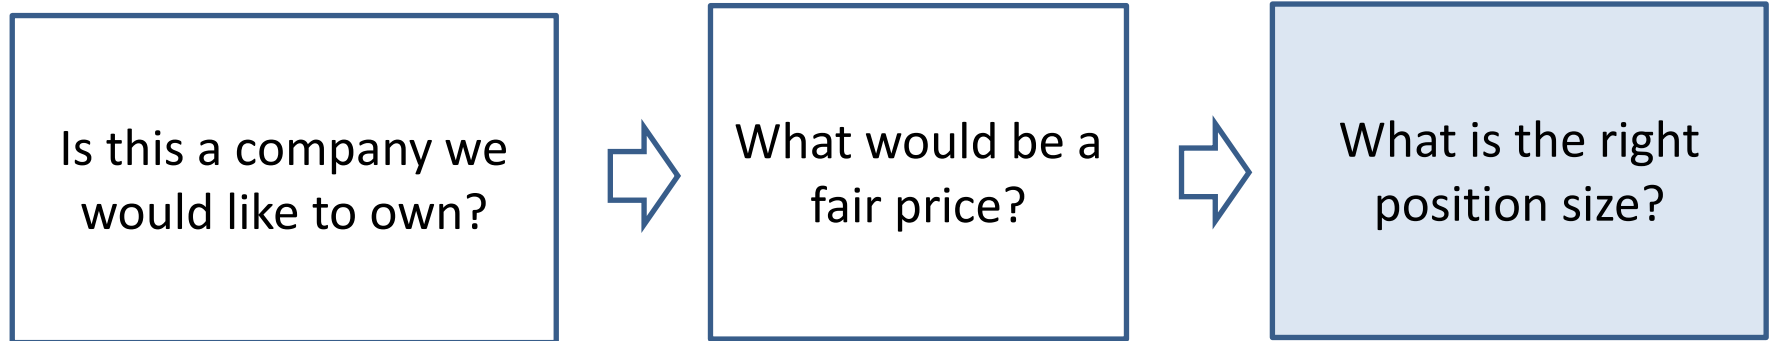 Is this a company we
would like to own?
What would be a
fair price?
What is the right
position size?